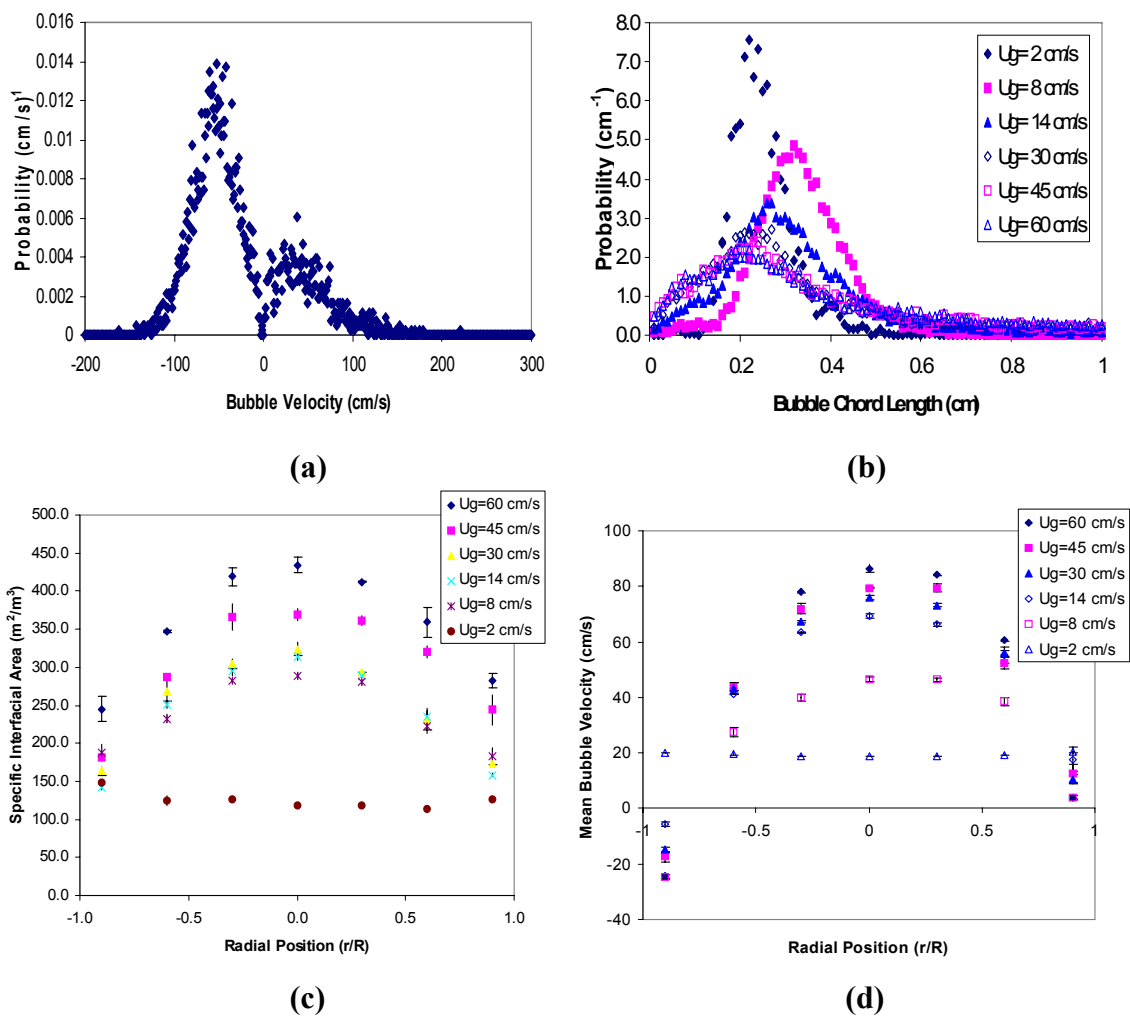 0.016
0.014
0.012
0.01
0.008
0.006
0.004
0.002
0
-200 -100 0 100 200 300
Probability (cm/s)¹
Bubble Velocity (cm/s)
(a)
8.0
7.0
6.0
5.0
4.0
3.0
2.0
1.0
0.0
0 0.2 0.4 0.6 0.8 1
Probability (cm⁻¹)
Bubble Chord Length (cm)
Ug= 2 cm/s
Ug= 8 cm/s
Ug= 14 cm/s
Ug= 30 cm/s
Ug= 45 cm/s
Ug= 60 cm/s
(b)
500.0
450.0
400.0
350.0
300.0
250.0
200.0
150.0
100.0
50.0
0.0
-1.0 -0.5 0.0 0.5 1.0
Specific Interfacial Area (m²/m³)
Radial Position (r/R)
Ug=60 cm/s
Ug=45 cm/s
Ug=30 cm/s
Ug=14 cm/s
Ug=8 cm/s
Ug=2 cm/s
(c)
100
80
60
40
20
0
-20
-40
-1 -0.5 0 0.5 1
Mean Bubble Velocity (cm/s)
Radial Position (r/R)
Ug=60 cm/s
Ug=45 cm/s
Ug=30 cm/s
Ug=14 cm/s
Ug=8 cm/s
Ug=2 cm/s
(d)